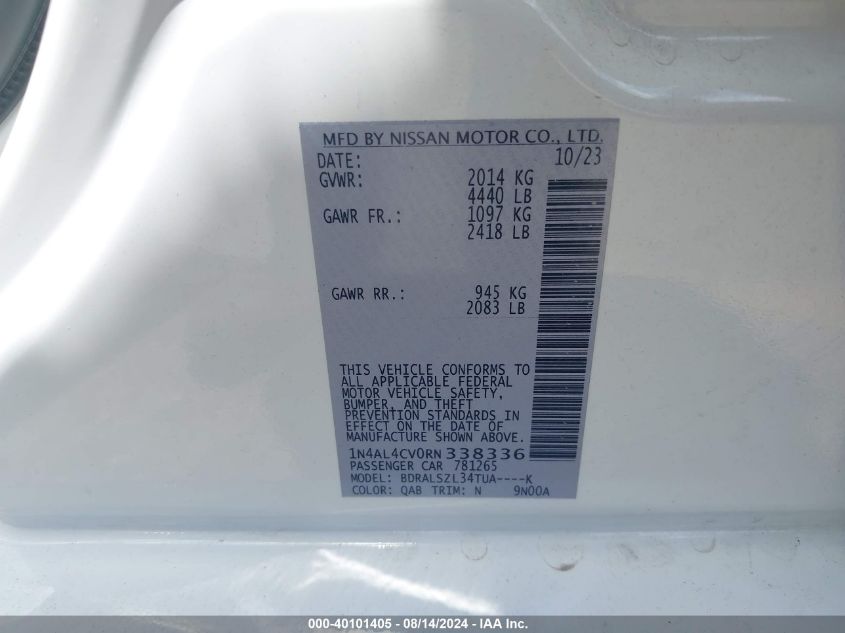 MFD BY NISSAN MOTOR CO., LTD.
DATE: 10/23
GVWR: 2014 KG
4440 LB
GAWR FR.: 1097 KG
2418 LB
GAWR RR.: 945 KG
2083 LB
THIS VEHICLE CONFORMS TO
ALL APPLICABLE FEDERAL
MOTOR VEHICLE SAFETY,
BUMPER, AND THEFT
PREVENTION STANDARDS IN
EFFECT ON THE DATE OF
MANUFACTURE SHOWN ABOVE.
1N4AL4CV0RN338336
PASSENGER CAR 781265
MODEL: BDRALSZL34TUA----K
COLOR: QAB TRIM: N 9N00A
000-40101405 | 08/14/2024 - IAA Inc.